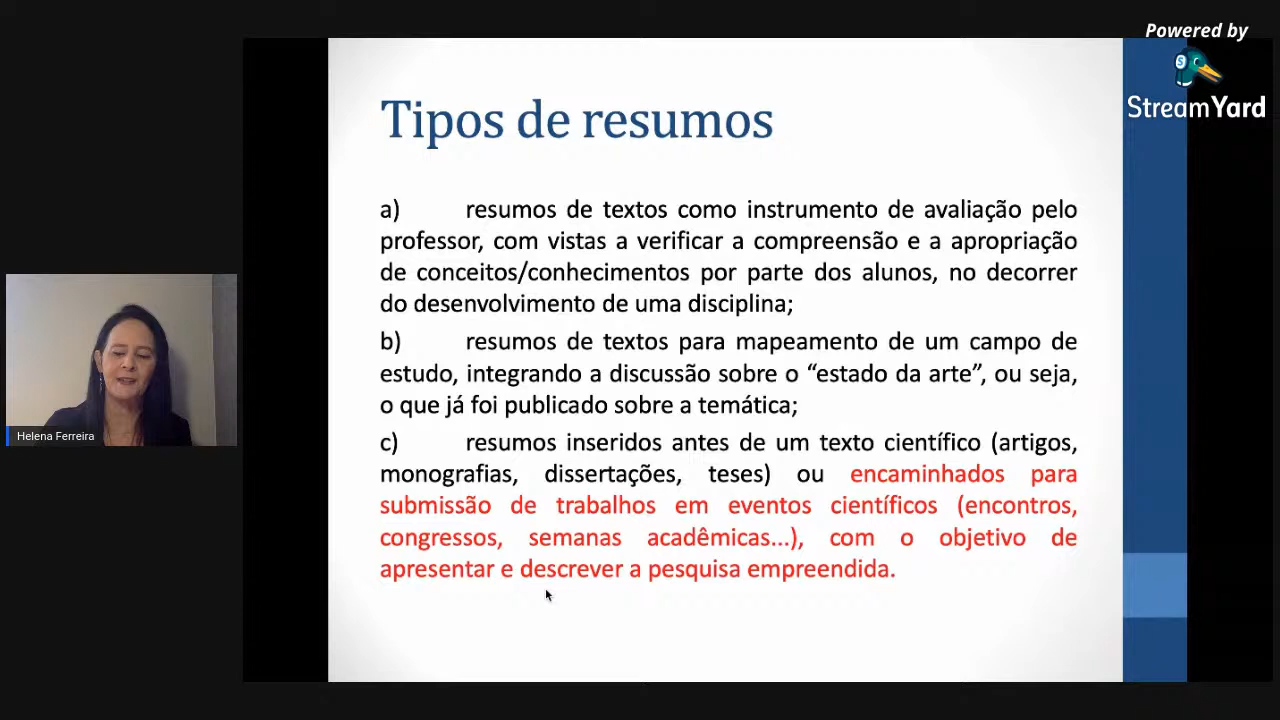 Powered by
StreamYard
Tipos de resumos
a) resumos de textos como instrumento de avaliação pelo
professor, com vistas a verificar a compreensão e a apropriação
de conceitos/conhecimentos por parte dos alunos, no decorrer
do desenvolvimento de uma disciplina;
b) resumos de textos para mapeamento de um campo de
estudo, integrando a discussão sobre o “estado da arte”, ou seja,
o que já foi publicado sobre a temática;
c) resumos inseridos antes de um texto científico (artigos,
monografias, dissertações, teses) ou encaminhados para
submissão de trabalhos em eventos científicos (encontros,
congressos, semanas acadêmicas...), com o objetivo de
apresentar e descrever a pesquisa empreendida.
Helena Ferreira